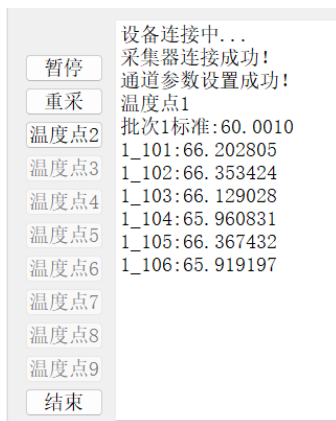 设备连接中...
采集器连接成功!
通道参数设置成功!
温度点1
批次1标准:60.0010
1_101:66.202805
1_102:66.353424
1_103:66.129028
1_104:65.960831
1_105:66.367432
1_106:65.919197
暂停
重采
温度点2
温度点3
温度点4
温度点5
温度点6
温度点7
温度点8
温度点9
结束